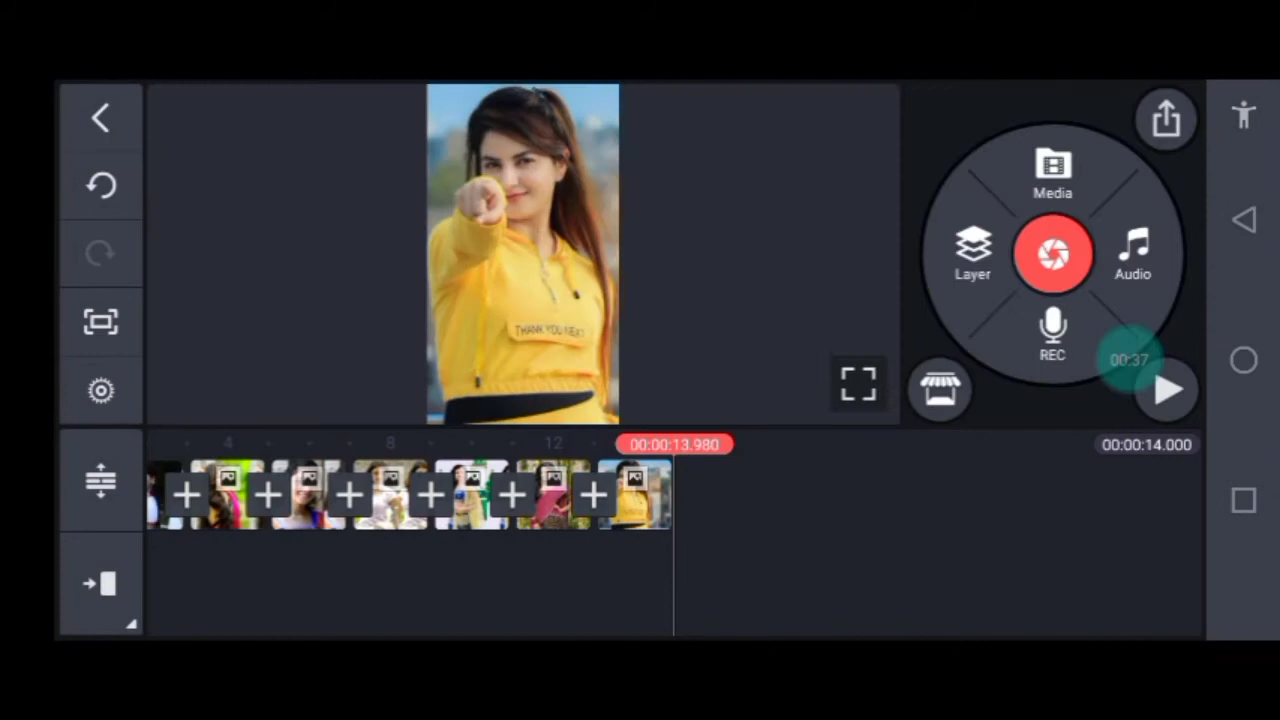 Media
Layer
Audio
REC
00:37
THANK YOU NEXT
4
8
12
00:00:13.980
00:00:14.000